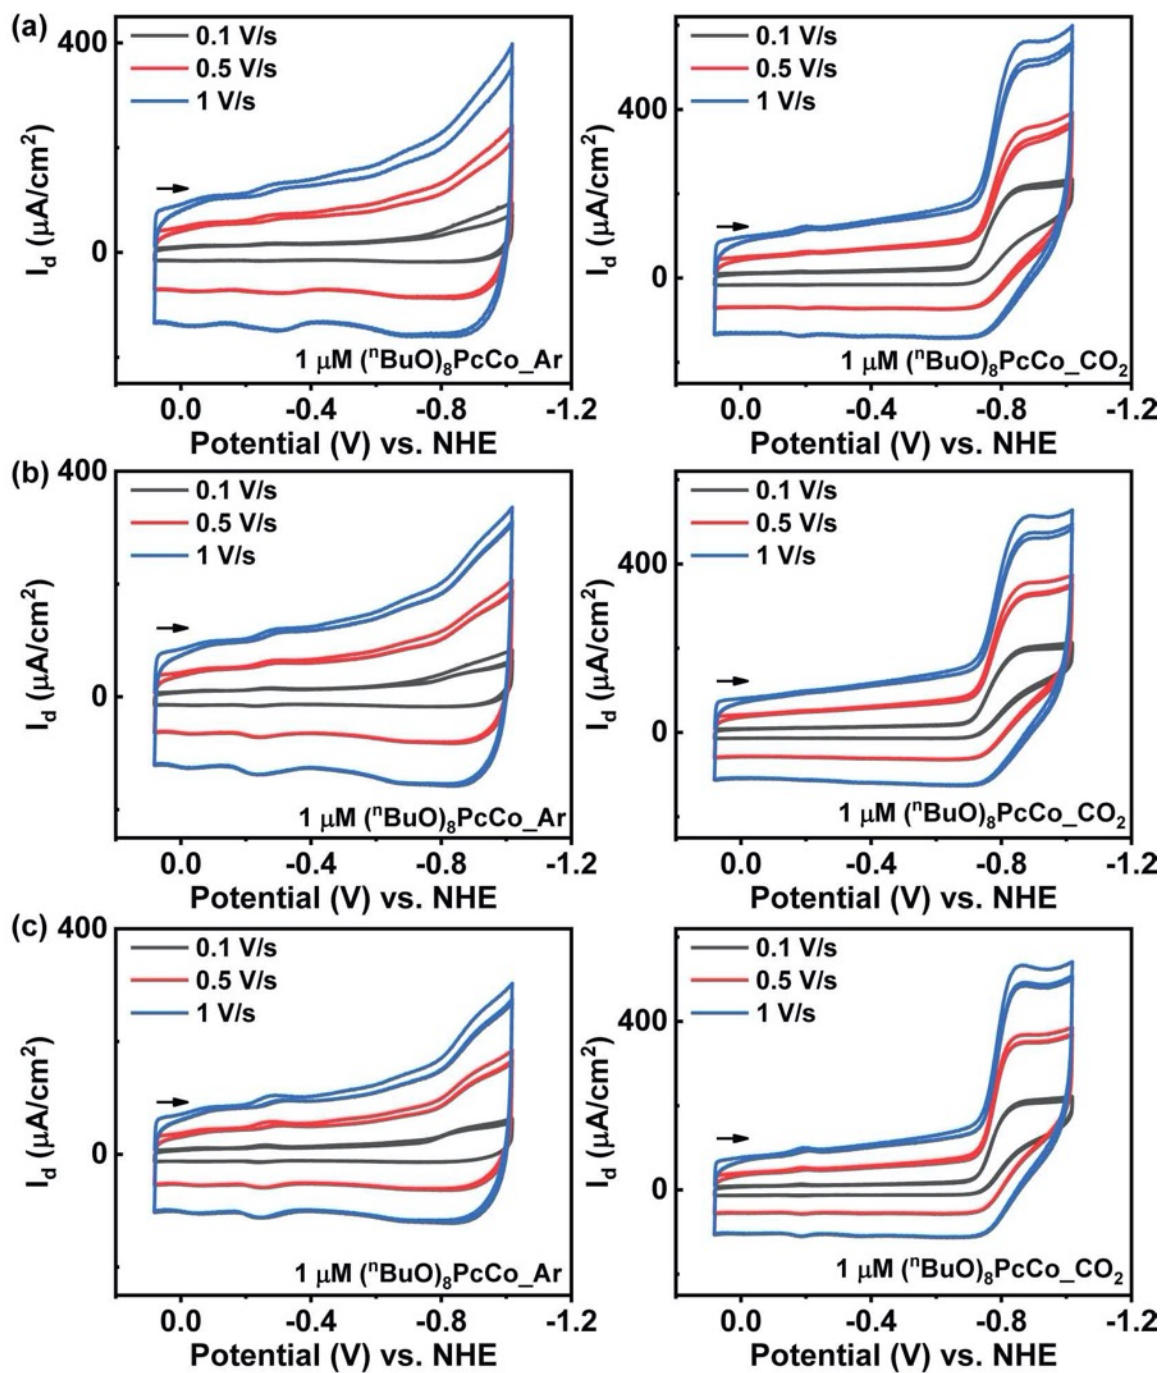 (a)
400
0
I_d (μA/cm²)
0.1 V/s
0.5 V/s
1 V/s
1 μM (ⁿBuO)₈PcCo_Ar
0.0 -0.4 -0.8 -1.2
Potential (V) vs. NHE
400
0
I_d (μA/cm²)
0.1 V/s
0.5 V/s
1 V/s
1 μM (ⁿBuO)₈PcCo_CO₂
0.0 -0.4 -0.8 -1.2
Potential (V) vs. NHE
(b)
400
0
I_d (μA/cm²)
0.1 V/s
0.5 V/s
1 V/s
1 μM (ⁿBuO)₈PcCo_Ar
0.0 -0.4 -0.8 -1.2
Potential (V) vs. NHE
400
0
I_d (μA/cm²)
0.1 V/s
0.5 V/s
1 V/s
1 μM (ⁿBuO)₈PcCo_CO₂
0.0 -0.4 -0.8 -1.2
Potential (V) vs. NHE
(c)
400
0
I_d (μA/cm²)
0.1 V/s
0.5 V/s
1 V/s
1 μM (ⁿBuO)₈PcCo_Ar
0.0 -0.4 -0.8 -1.2
Potential (V) vs. NHE
400
0
I_d (μA/cm²)
0.1 V/s
0.5 V/s
1 V/s
1 μM (ⁿBuO)₈PcCo_CO₂
0.0 -0.4 -0.8 -1.2
Potential (V) vs. NHE